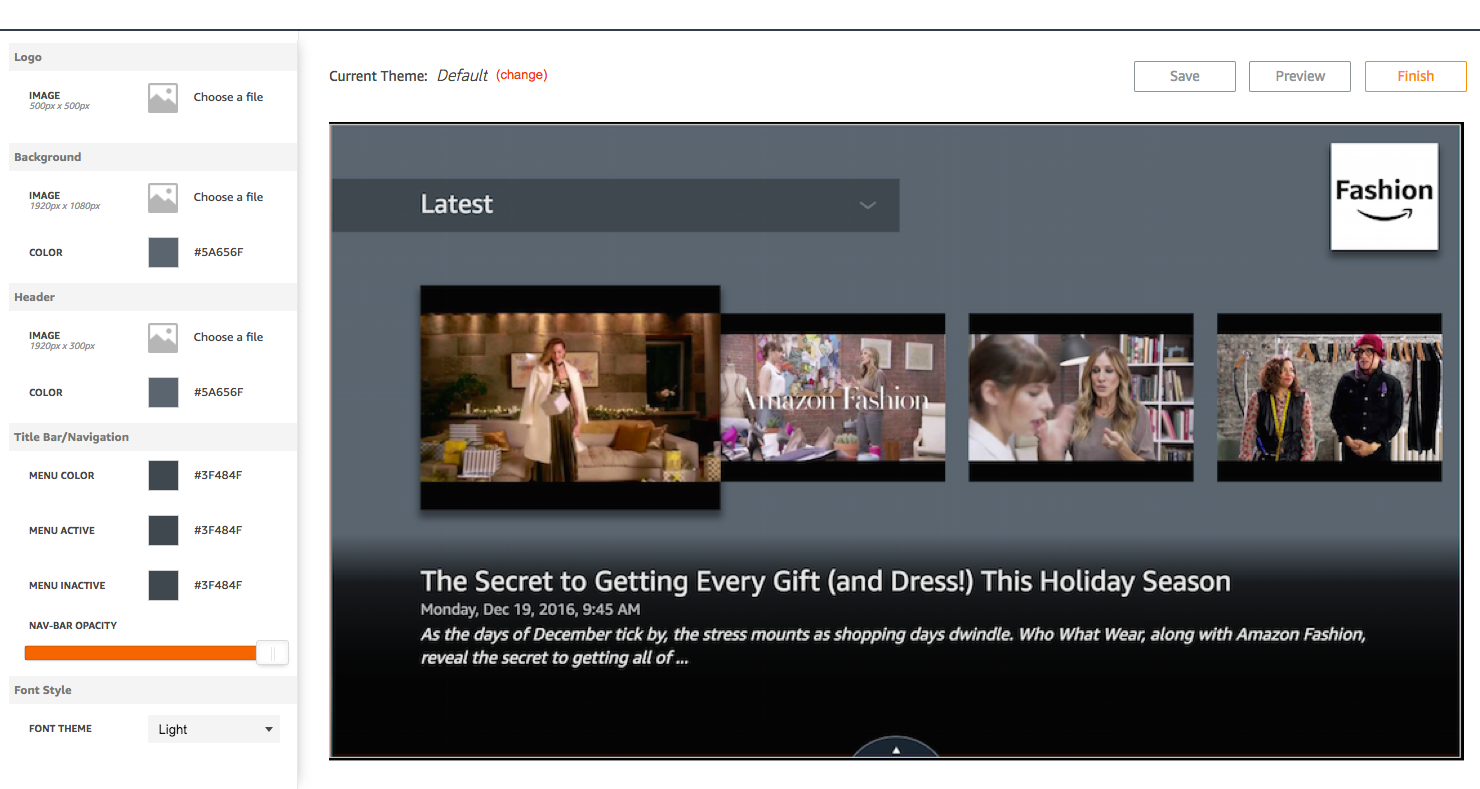 Logo
IMAGE
500px x 500px
Choose a file
Background
IMAGE
1920px x 1080px
Choose a file
COLOR
#5A656F
Header
IMAGE
1920px x 300px
Choose a file
COLOR
#5A656F
Title Bar/Navigation
MENU COLOR
#3F484F
MENU ACTIVE
#3F484F
MENU INACTIVE
#3F484F
NAV-BAR OPACITY
Font Style
FONT THEME
Light
Current Theme: Default (change)
Save
Preview
Finish
Latest
Fashion
Amazon Fashion
The Secret to Getting Every Gift (and Dress!) This Holiday Season
Monday, Dec 19, 2016, 9:45 AM
As the days of December tick by, the stress mounts as shopping days dwindle. Who What Wear, along with Amazon Fashion,
reveal the secret to getting all of ...